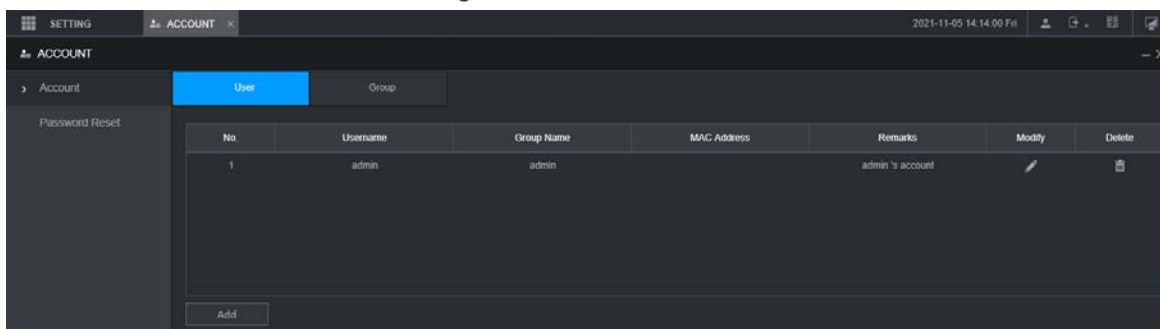 SETTING ACCOUNT × 2021-11-05 14:14:00 Fri
ACCOUNT
Account User Group
Password Reset
No. Username Group Name MAC Address Remarks Modify Delete
1 admin admin admin 's account
Add